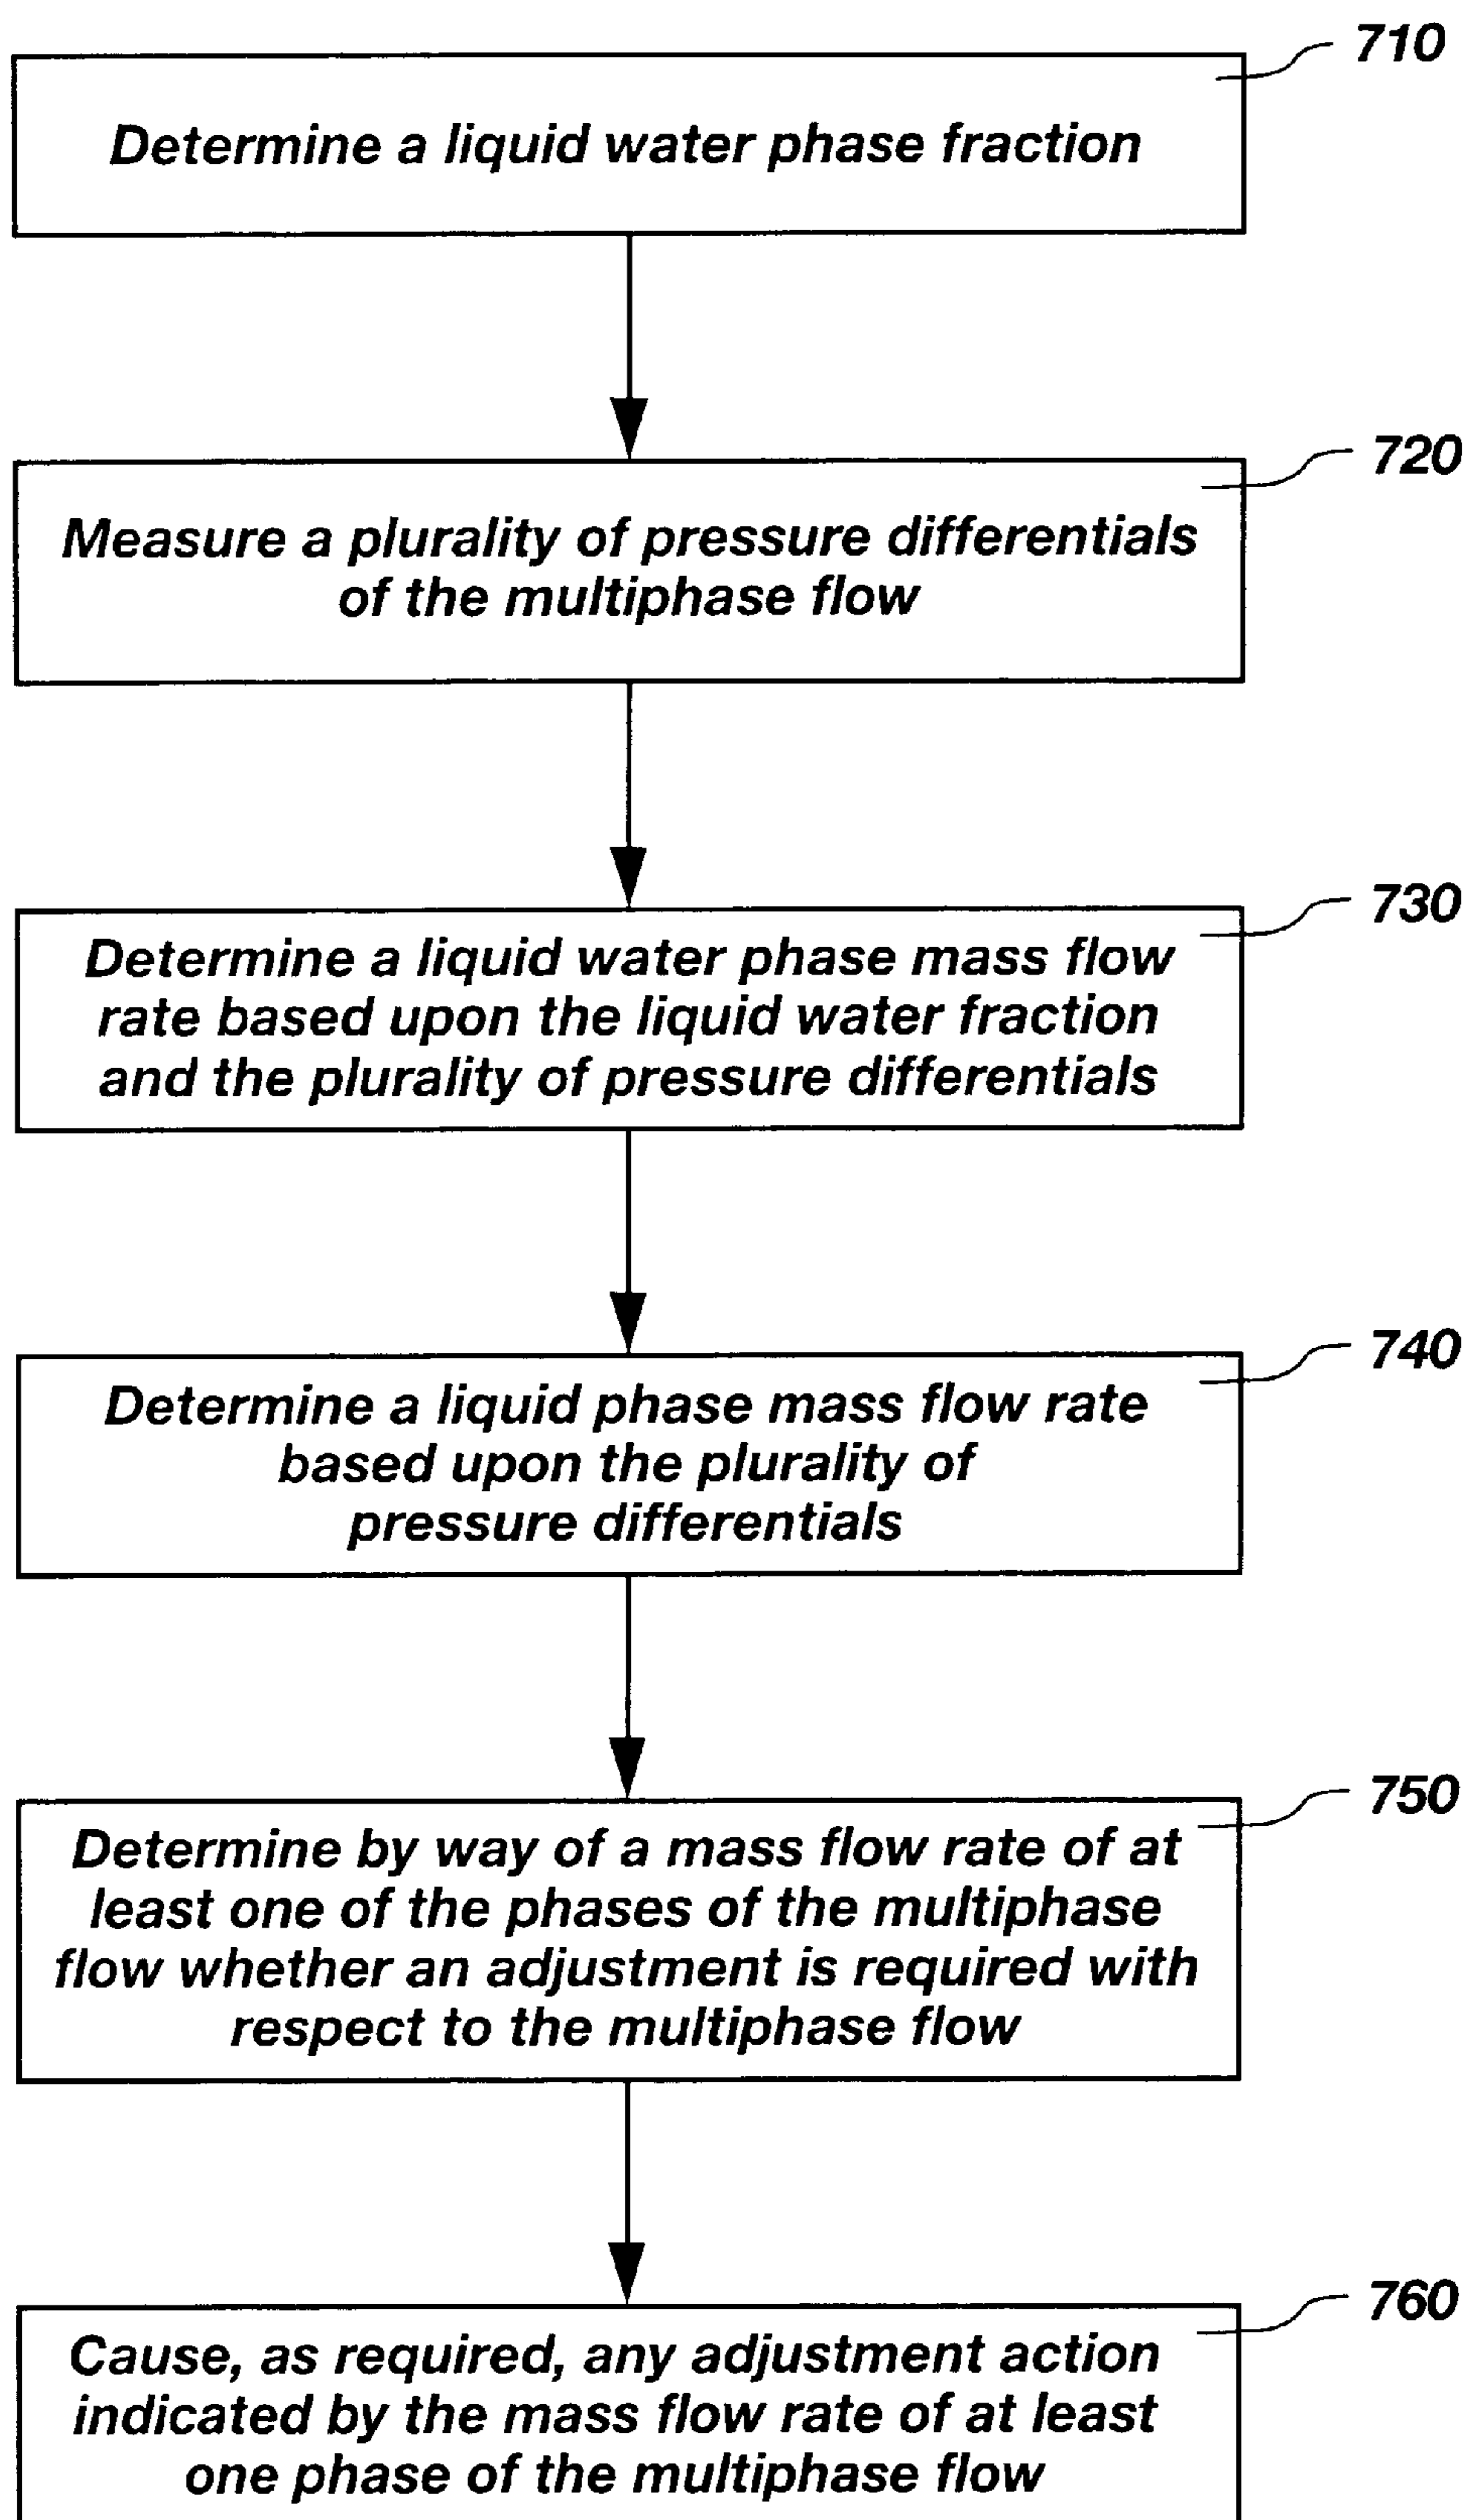 710
Determine a liquid water phase fraction
720
Measure a plurality of pressure differentials
of the multiphase flow
730
Determine a liquid water phase mass flow
rate based upon the liquid water fraction
and the plurality of pressure differentials
740
Determine a liquid phase mass flow rate
based upon the plurality of
pressure differentials
750
Determine by way of a mass flow rate of at
least one of the phases of the multiphase
flow whether an adjustment is required with
respect to the multiphase flow
760
Cause, as required, any adjustment action
indicated by the mass flow rate of at least
one phase of the multiphase flow